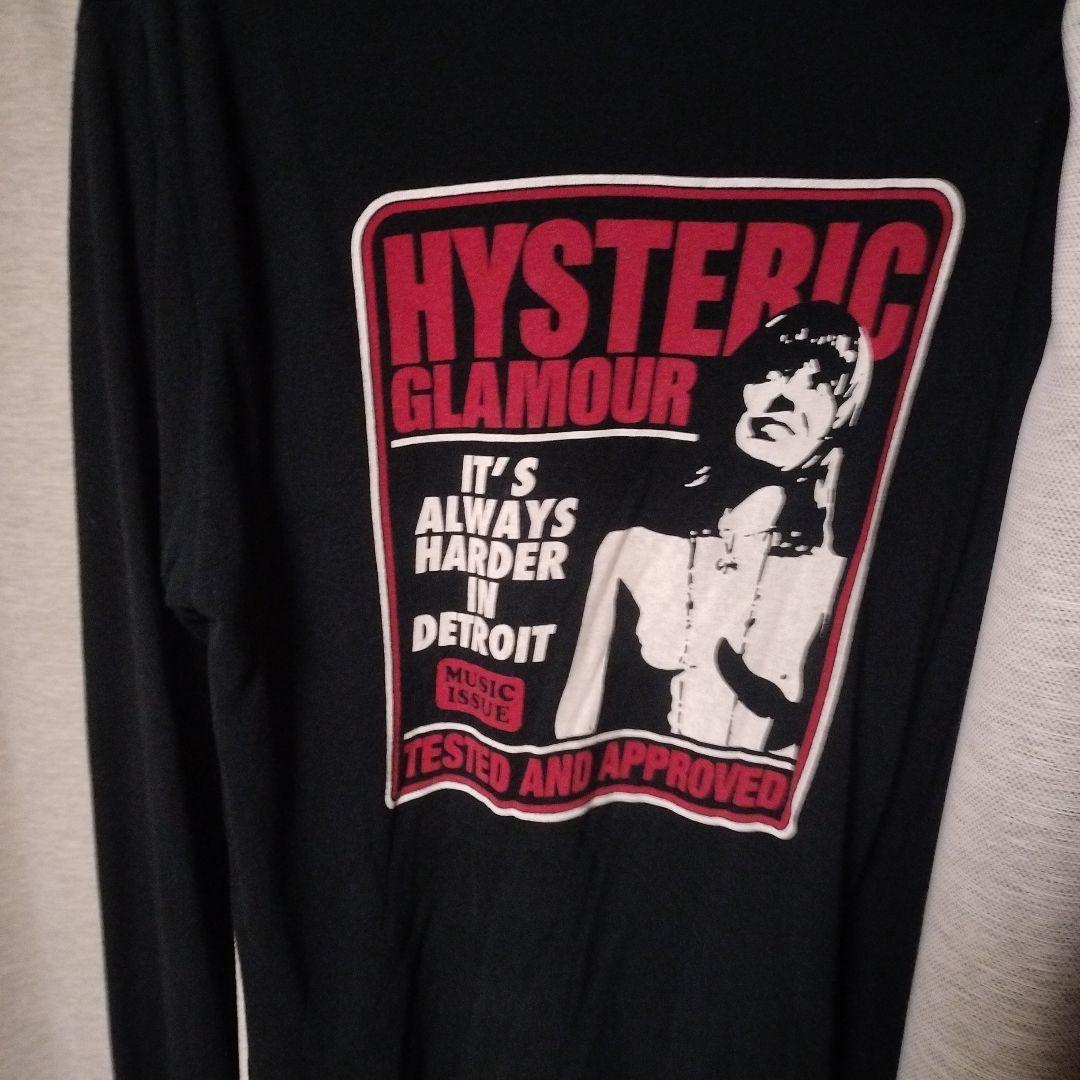 HYSTERIC
GLAMOUR
IT'S
ALWAYS
HARDER
IN
DETROIT
MUSIC
ISSUE
TESTED AND APPROVED